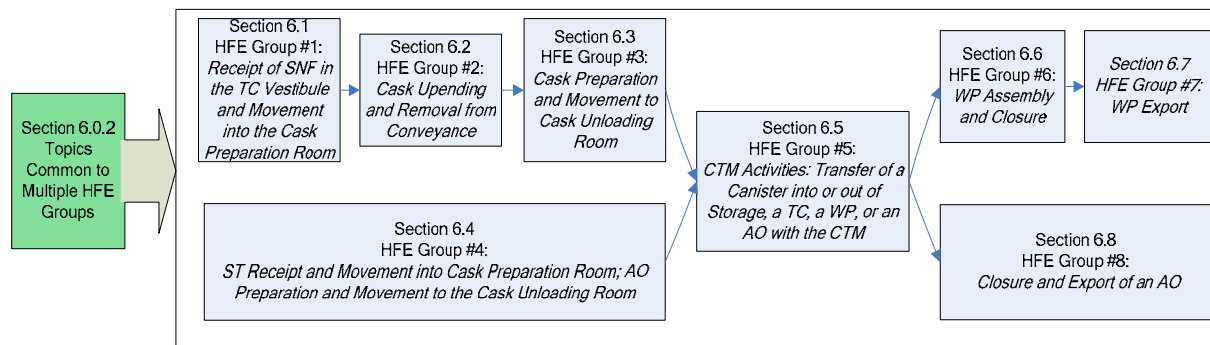 Section 6.0.2
Topics
Common to
Multiple HFE
Groups
Section 6.1
HFE Group #1:
Receipt of SNF in
the TC Vestibule
and Movement
into the Cask
Preparation Room
Section 6.2
HFE Group #2:
Cask Upending
and Removal from
Conveyance
Section 6.3
HFE Group #3:
Cask Preparation
and Movement to
Cask Unloading
Room
Section 6.4
HFE Group #4:
ST Receipt and Movement into Cask Preparation Room; AO
Preparation and Movement to the Cask Unloading Room
Section 6.5
HFE Group #5:
CTM Activities: Transfer of a
Canister into or out of
Storage, a TC, a WP, or an
AO with the CTM
Section 6.6
HFE Group #6:
WP Assembly
and Closure
Section 6.7
HFE Group #7:
WP Export
Section 6.8
HFE Group #8:
Closure and Export of an AO